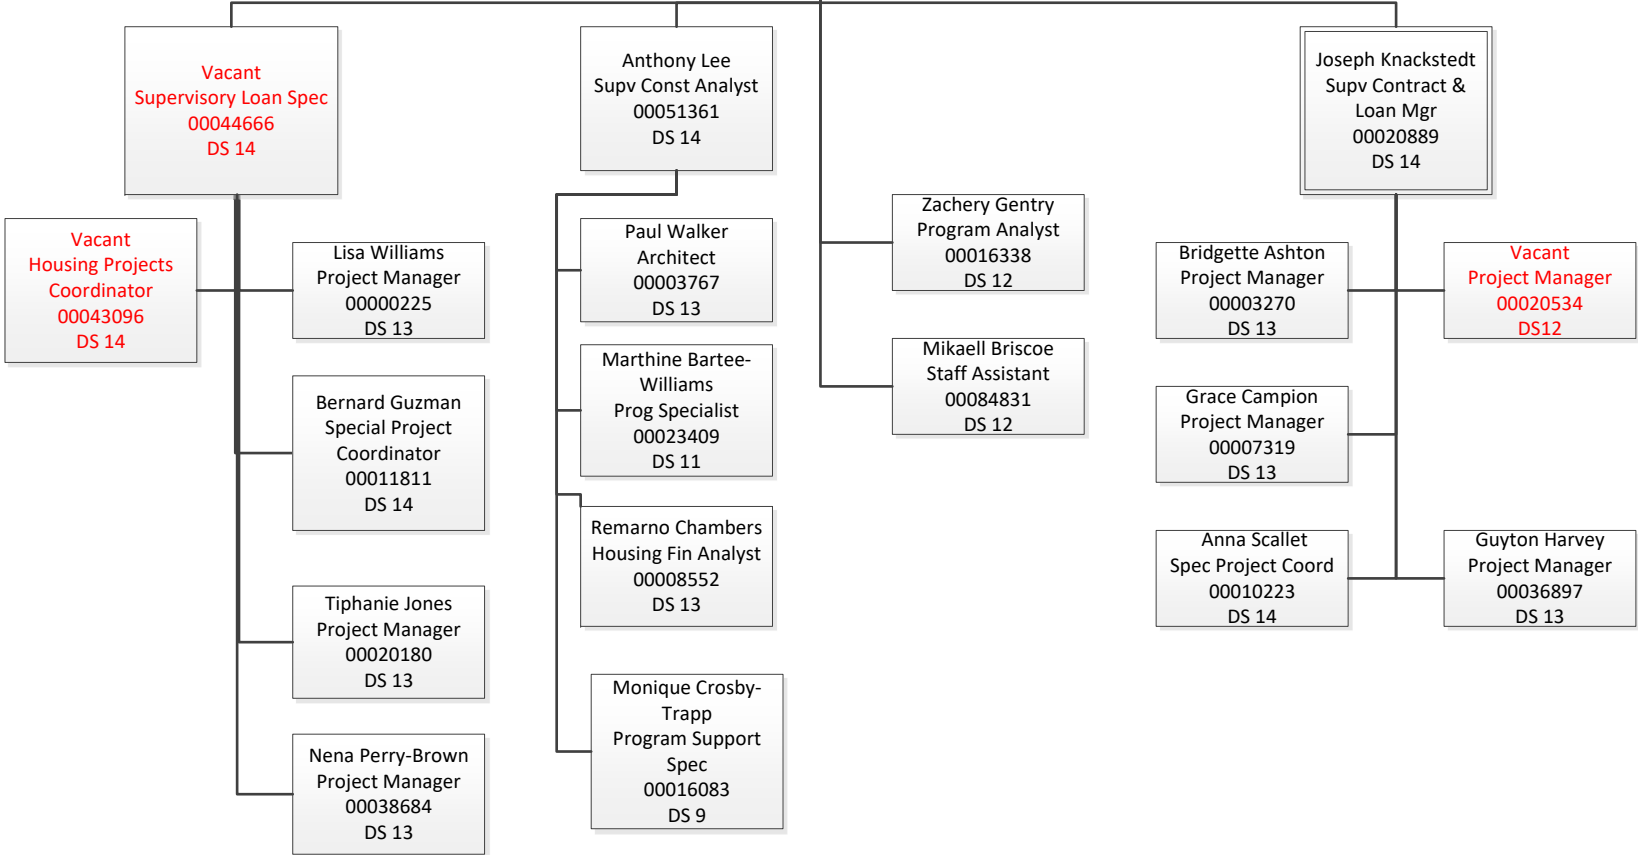 Vacant
Supervisory Loan Spec
00044666
DS 14
Anthony Lee
Supv Const Analyst
00051361
DS 14
Joseph Knackstedt
Supv Contract &
Loan Mgr
00020889
DS 14
Vacant
Housing Projects
Coordinator
00043096
DS 14
Lisa Williams
Project Manager
00000225
DS 13
Bernard Guzman
Special Project
Coordinator
00011811
DS 14
Tiphanie Jones
Project Manager
00020180
DS 13
Nena Perry-Brown
Project Manager
00038684
DS 13
Paul Walker
Architect
00003767
DS 13
Marthine Bartee-
Williams
Prog Specialist
00023409
DS 11
Remarno Chambers
Housing Fin Analyst
00008552
DS 13
Monique Crosby-
Trapp
Program Support
Spec
00016083
DS 9
Zachery Gentry
Program Analyst
00016338
DS 12
Mikaell Briscoe
Staff Assistant
00084831
DS 12
Bridgette Ashton
Project Manager
00003270
DS 13
Vacant
Project Manager
00020534
DS12
Grace Campion
Project Manager
00007319
DS 13
Anna Scallet
Spec Project Coord
00010223
DS 14
Guyton Harvey
Project Manager
00036897
DS 13